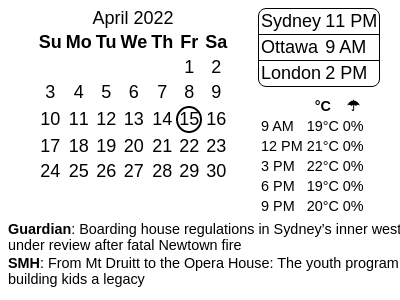 April 2022
Su Mo Tu We Th Fr Sa
1 2
3 4 5 6 7 8 9
10 11 12 13 14 15 16
17 18 19 20 21 22 23
24 25 26 27 28 29 30
Sydney 11 PM
Ottawa 9 AM
London 2 PM
°C ☂
9 AM 19°C 0%
12 PM 21°C 0%
3 PM 22°C 0%
6 PM 19°C 0%
9 PM 20°C 0%
Guardian: Boarding house regulations in Sydney’s inner west
under review after fatal Newtown fire
SMH: From Mt Druitt to the Opera House: The youth program
building kids a legacy